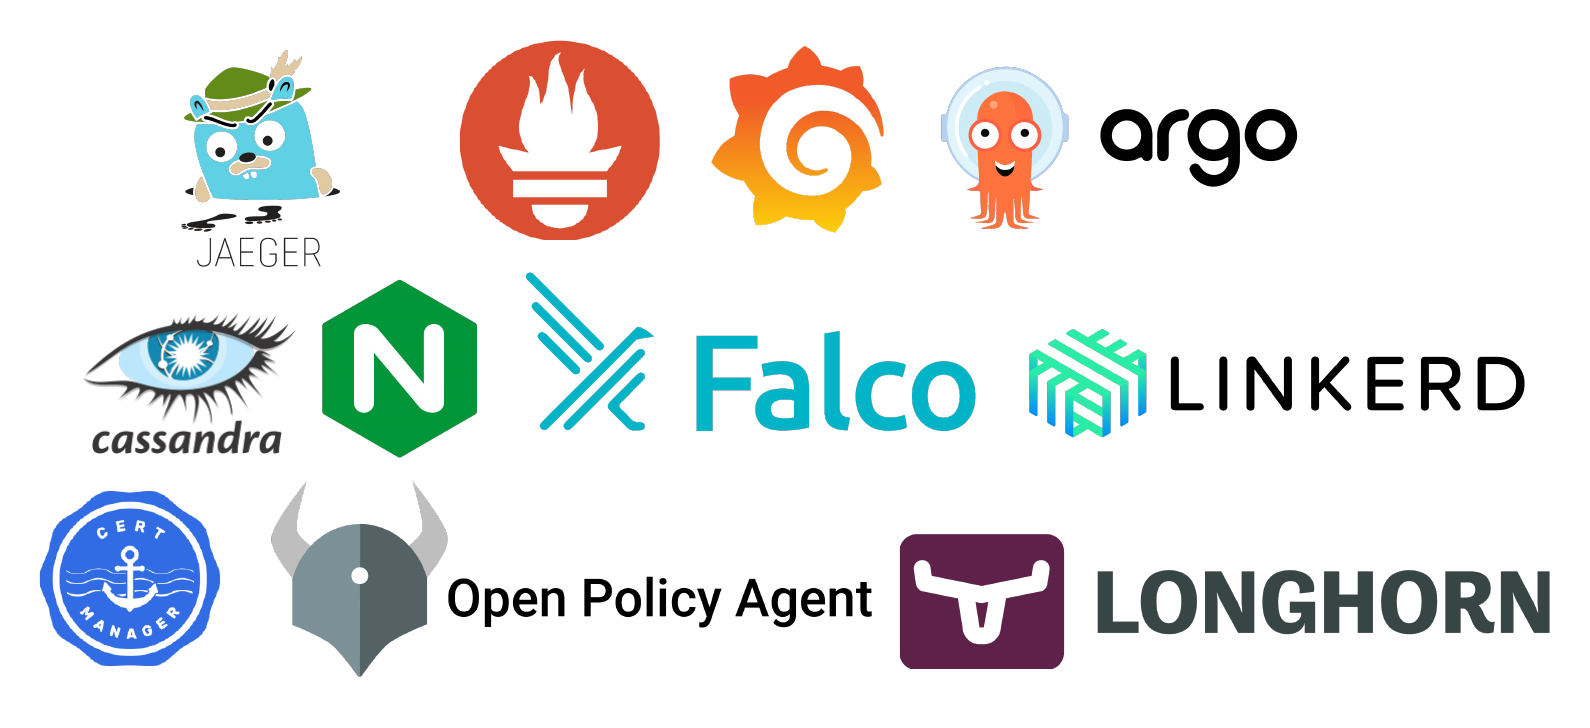 JAEGER
argo
cassandra
N
Falco
LINKERD
CERT
MANAGER
Open Policy Agent
LONGHORN